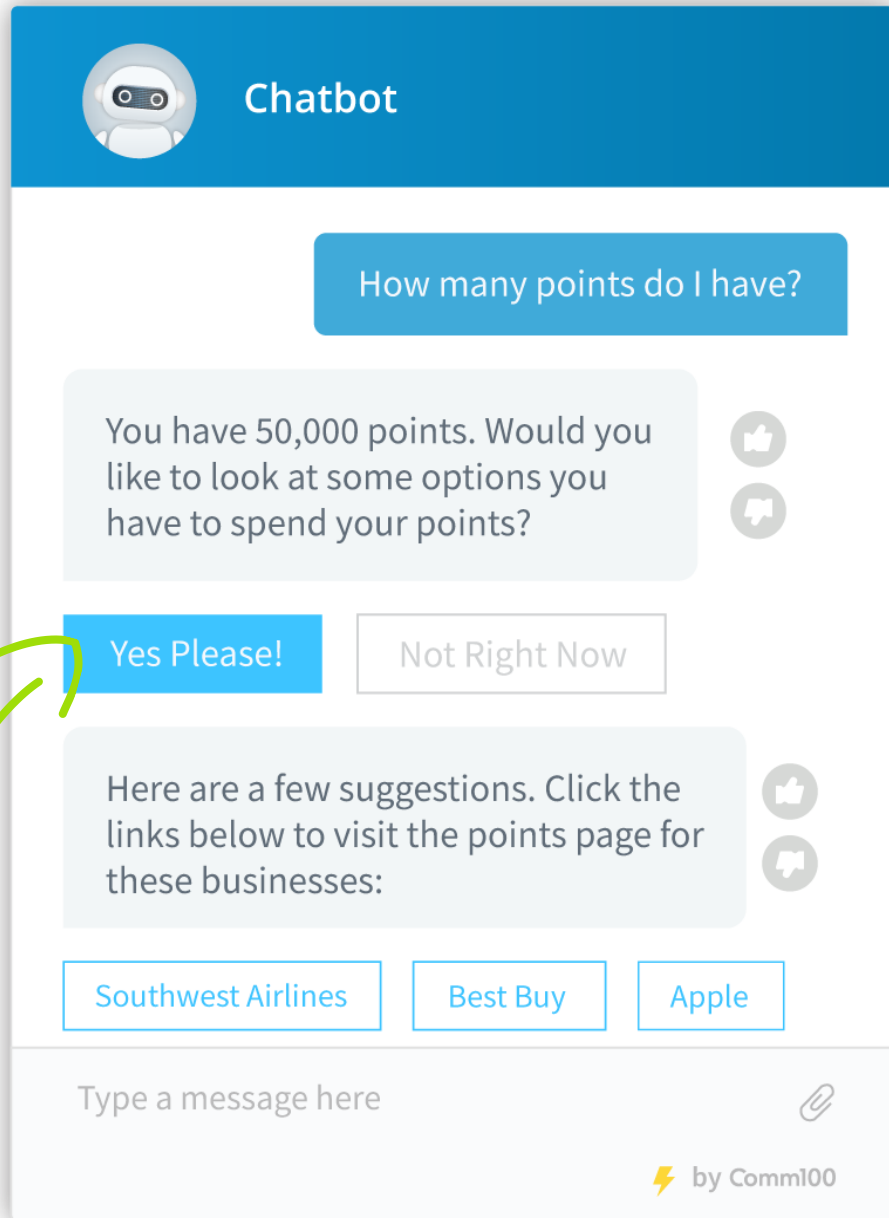 Chatbot
How many points do I have?
You have 50,000 points. Would you
like to look at some options you
have to spend your points?
Yes Please!
Not Right Now
Here are a few suggestions. Click the
links below to visit the points page for
these businesses:
Southwest Airlines
Best Buy
Apple
Type a message here
by Comm100